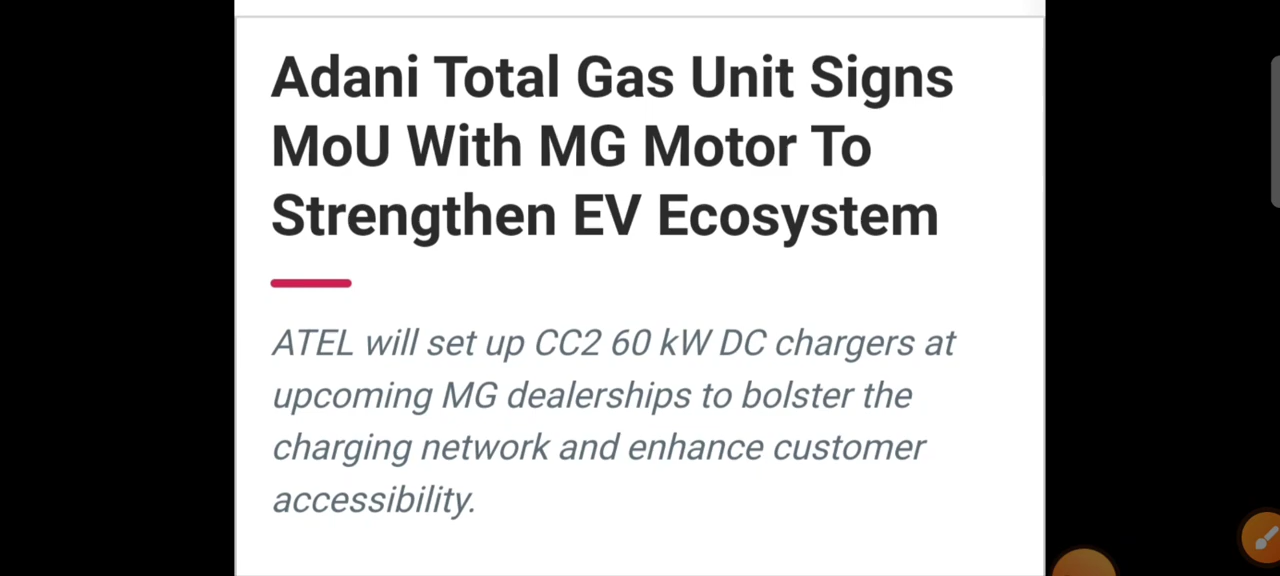 Adani Total Gas Unit Signs
MoU With MG Motor To
Strengthen EV Ecosystem
ATEL will set up CC2 60 kW DC chargers at
upcoming MG dealerships to bolster the
charging network and enhance customer
accessibility.